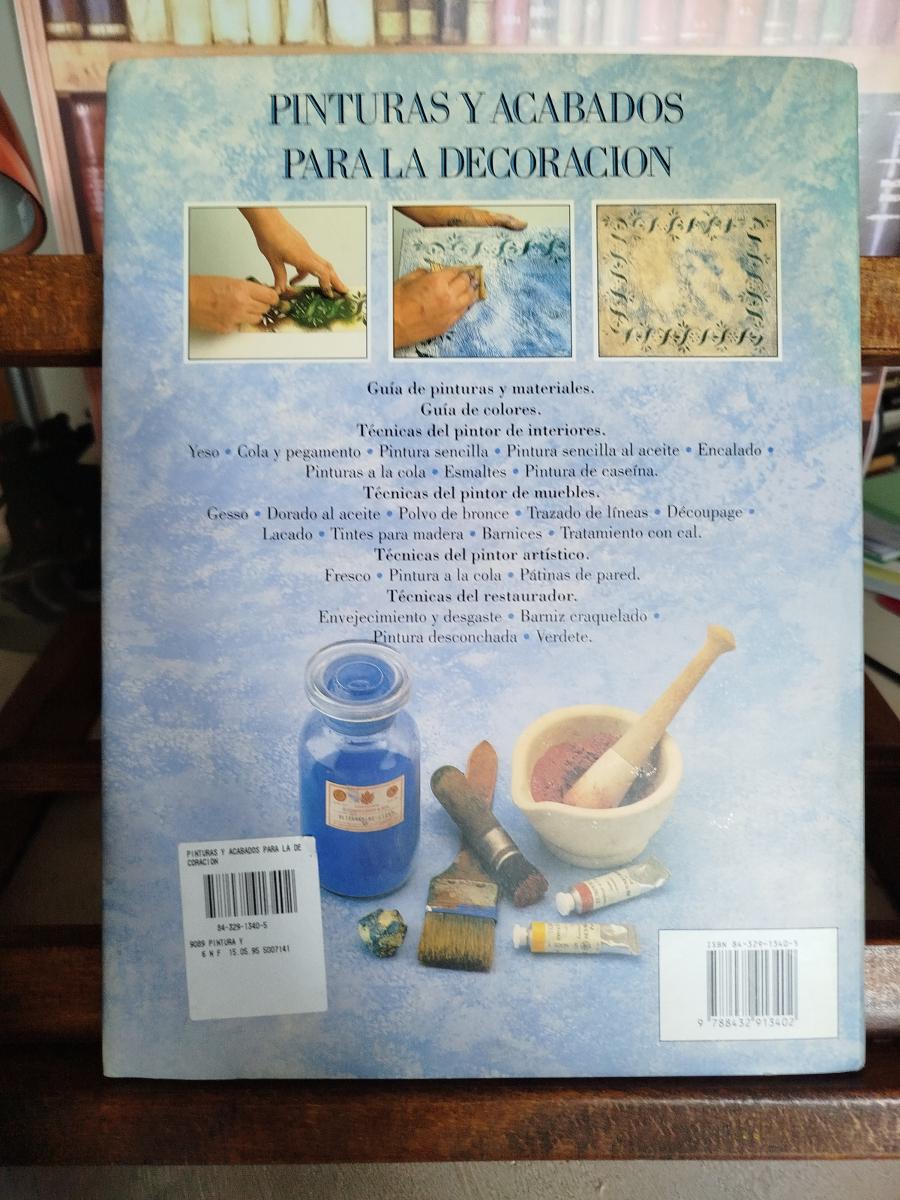 PINTURAS Y ACABADOS
PARA LA DECORACION
Guía de pinturas y materiales.
Guía de colores.
Técnicas del pintor de interiores.
Yeso • Cola y pegamento • Pintura sencilla • Pintura sencilla al aceite • Encalado •
Pinturas a la cola • Esmaltes • Pintura de caseína.
Técnicas del pintor de muebles.
Gesso • Dorado al aceite • Polvo de bronce • Trazado de líneas • Découpage •
Lacado • Tintes para madera • Barnices • Tratamiento con cal.
Técnicas del pintor artístico.
Fresco • Pintura a la cola • Pátinas de pared.
Técnicas del restaurador.
Envejecimiento y desgaste • Barniz craquelado •
Pintura desconchada • Verdete.
PINTURAS Y ACABADOS PARA LA DE
CORACION
84-329-1340-5
9089 PINTURA Y
6 N F 15.05.95 5007141
ISBN 84-329-1340-5
9 788432 913402